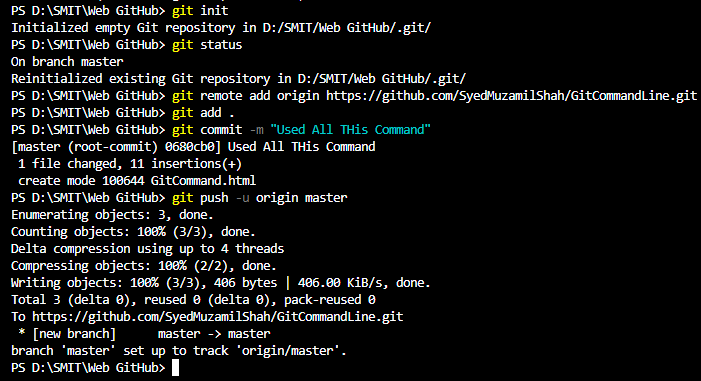 PS D:\SMIT\Web GitHub> git init
Initialized empty Git repository in D:/SMIT/Web GitHub/.git/
PS D:\SMIT\Web GitHub> git status
On branch master
Reinitialized existing Git repository in D:/SMIT/Web GitHub/.git/
PS D:\SMIT\Web GitHub> git remote add origin https://github.com/SyedMuzamilShah/GitCommandLine.git
PS D:\SMIT\Web GitHub> git add .
PS D:\SMIT\Web GitHub> git commit -m "Used All THis Command"
[master (root-commit) 0680cb0] Used All THis Command
 1 file changed, 11 insertions(+)
 create mode 100644 GitCommand.html
PS D:\SMIT\Web GitHub> git push -u origin master
Enumerating objects: 3, done.
Counting objects: 100% (3/3), done.
Delta compression using up to 4 threads
Compressing objects: 100% (2/2), done.
Writing objects: 100% (3/3), 406 bytes | 406.00 KiB/s, done.
Total 3 (delta 0), reused 0 (delta 0), pack-reused 0
To https://github.com/SyedMuzamilShah/GitCommandLine.git
 * [new branch]      master -> master
branch 'master' set up to track 'origin/master'.
PS D:\SMIT\Web GitHub>